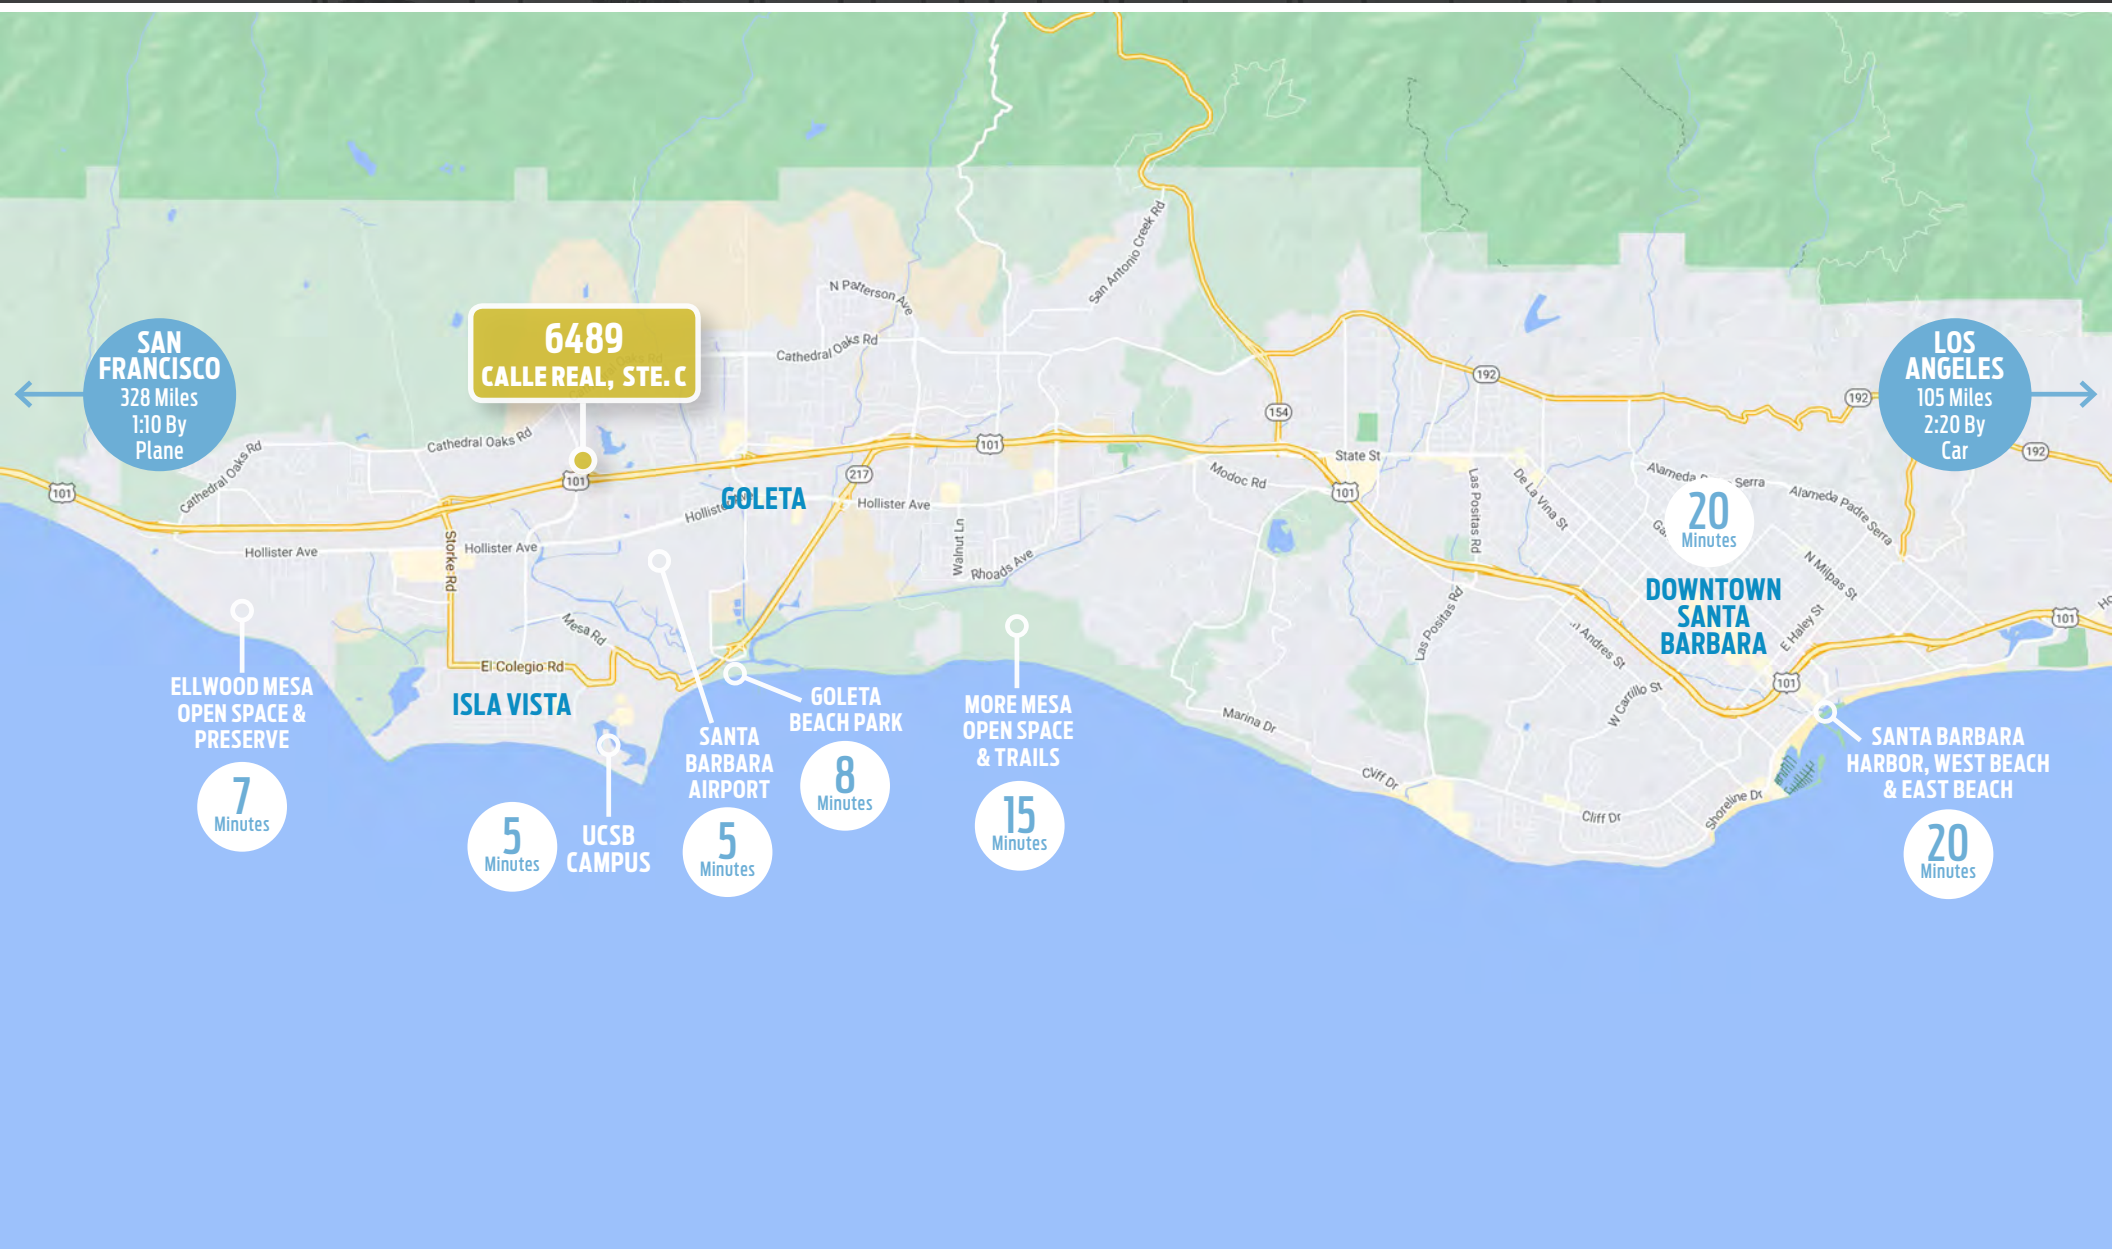 N Patterson Ave
San Antonio Creek Rd
6489
CALLE REAL, STE. C
SAN
FRANCISCO
328 Miles
1:10 By
Plane
LOS
ANGELES
105 Miles
2:20 By
Car
Cathedral Oaks Rd
192
192
192
154
Cathedral Oaks Rd
Cathedral Oaks Rd
101
101
101
217
State St
101
101
101
Modoc Rd
Las Positas Rd
De La Vina St
Alameda
Serra
Alameda Padre Serra
GOLETA
Hollister Ave
Hollister Ave
Hollister Ave
Storke Rd
Walnut Ln
Rhoads Ave
20
Minutes
DOWNTOWN
SANTA
BARBARA
N Milpas St
E Haley St
Las Positas Rd
Andres St
W Carrillo St
Mesa Rd
El Colegio Rd
ISLA VISTA
ELLWOOD MESA
OPEN SPACE &
PRESERVE
7
Minutes
5
Minutes
UCSB
CAMPUS
SANTA
BARBARA
AIRPORT
5
Minutes
GOLETA
BEACH PARK
8
Minutes
MORE MESA
OPEN SPACE
& TRAILS
15
Minutes
Marina Dr
Cliff Dr
Cliff Dr
Shoreline Dr
SANTA BARBARA
HARBOR, WEST BEACH
& EAST BEACH
20
Minutes